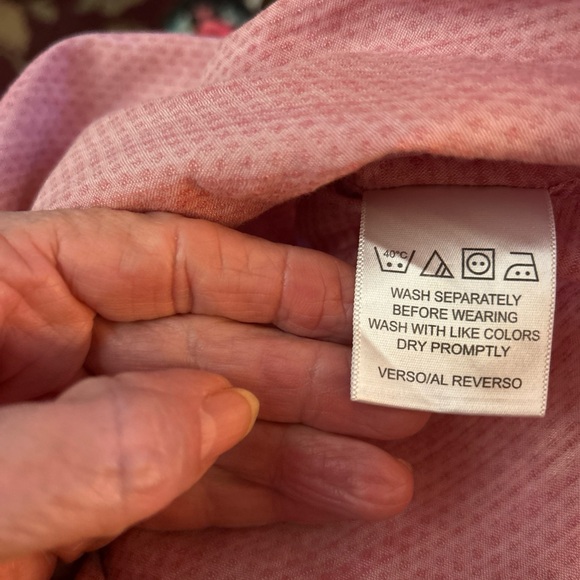 40°C
WASH SEPARATELY
BEFORE WEARING
WASH WITH LIKE COLORS
DRY PROMPTLY
VERSO/AL REVERSO